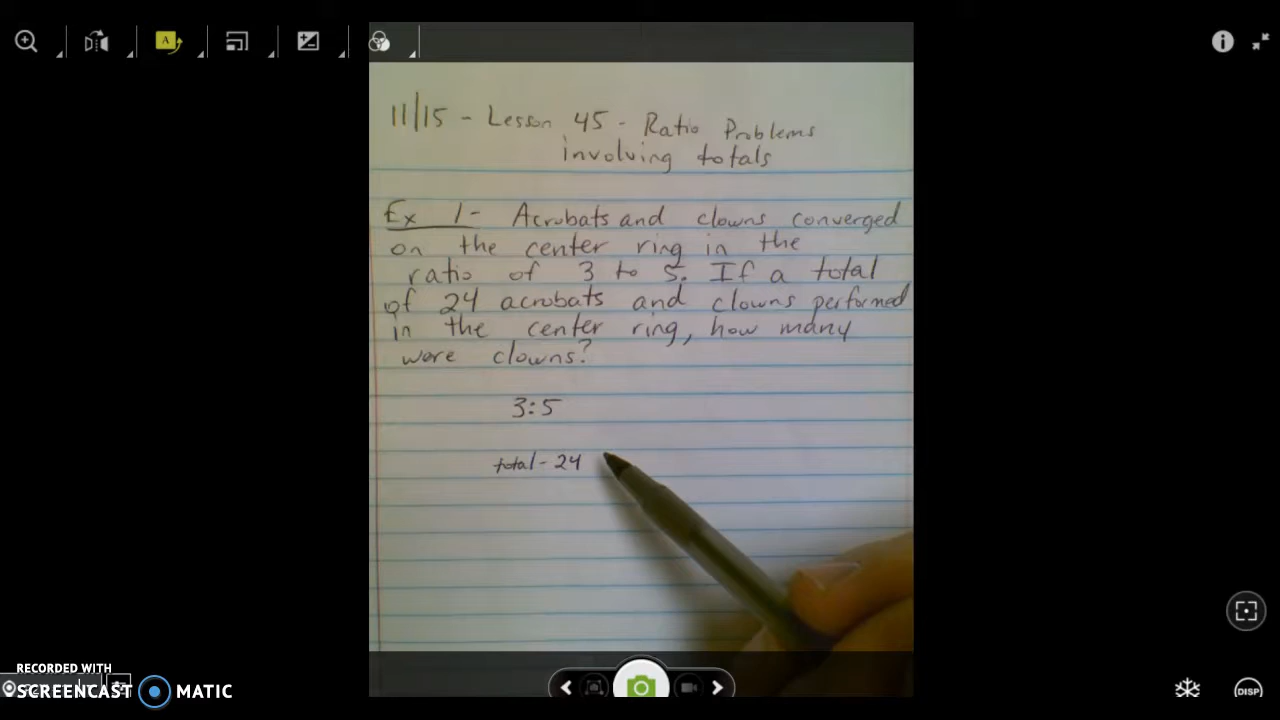 11/15 - Lesson 45 - Ratio Problems
involving totals
Ex 1- Acrobats and clowns converged
on the center ring in the
ratio of 3 to 5. If a total
of 24 acrobats and clowns performed
in the center ring, how many
were clowns?
3:5
total - 24
RECORDED WITH
SCREENCAST MATIC
DISP